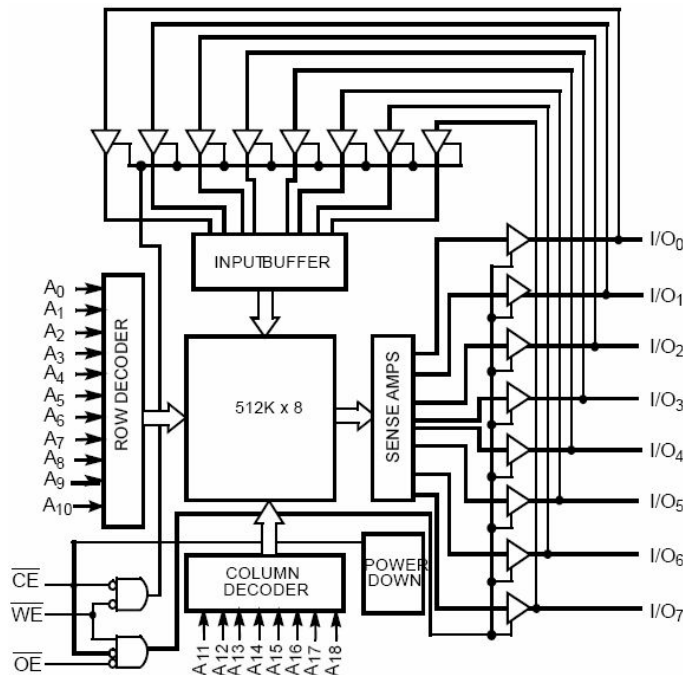 INPUTBUFFER
I/O0
I/O1
I/O2
I/O3
I/O4
I/O5
I/O6
I/O7
A0
A1
A2
A3
A4
A5
A6
A7
A8
A9
A10
ROW DECODER
512K x 8
SENSE AMPS
COLUMN
DECODER
POWER
DOWN
CE
WE
OE
A11
A12
A13
A14
A15
A16
A17
A18